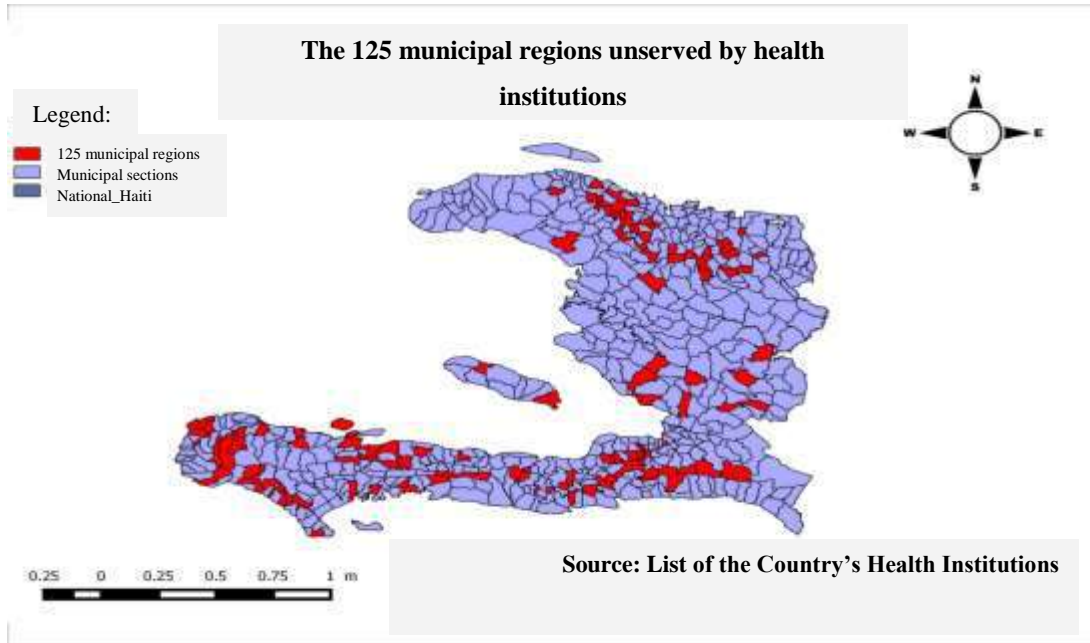 The 125 municipal regions unserved by health
institutions
Legend:
125 municipal regions
Municipal sections
National_Haiti
N
W
E
S
0.25 0 0.25 0.5 0.75 1 m
Source: List of the Country’s Health Institutions